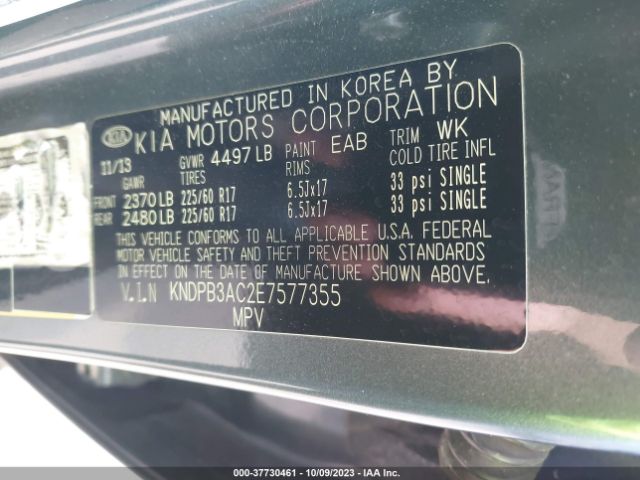 MANUFACTURED IN KOREA BY
KIA KIA MOTORS CORPORATION
11/13 GVWR 4497 LB PAINT EAB TRIM WK
GAWR TIRES RIMS COLD TIRE INFL
FRONT 2370 LB 225/60 R17 6.5Jx17 33 psi SINGLE
REAR 2480 LB 225/60 R17 6.5Jx17 33 psi SINGLE
THIS VEHICLE CONFORMS TO ALL APPLICABLE U.S.A. FEDERAL
MOTOR VEHICLE SAFETY AND THEFT PREVENTION STANDARDS
IN EFFECT ON THE DATE OF MANUFACTURE SHOWN ABOVE.
V.I.N KNDPB3AC2E7577355
MPV
000-37730461 - 10/09/2023 - IAA Inc.